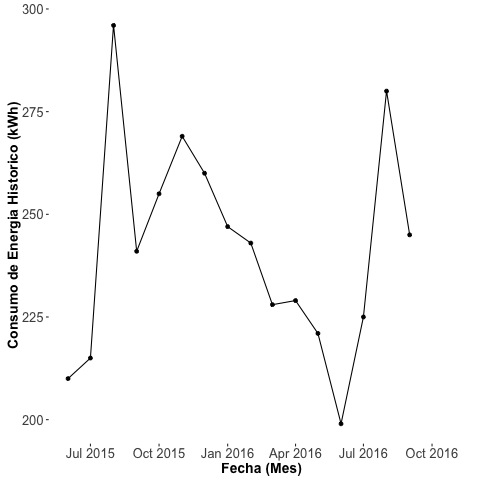 Consumo de Energia Historico (kWh)
300
275
250
225
200
Jul 2015
Oct 2015
Jan 2016
Apr 2016
Jul 2016
Oct 2016
Fecha (Mes)